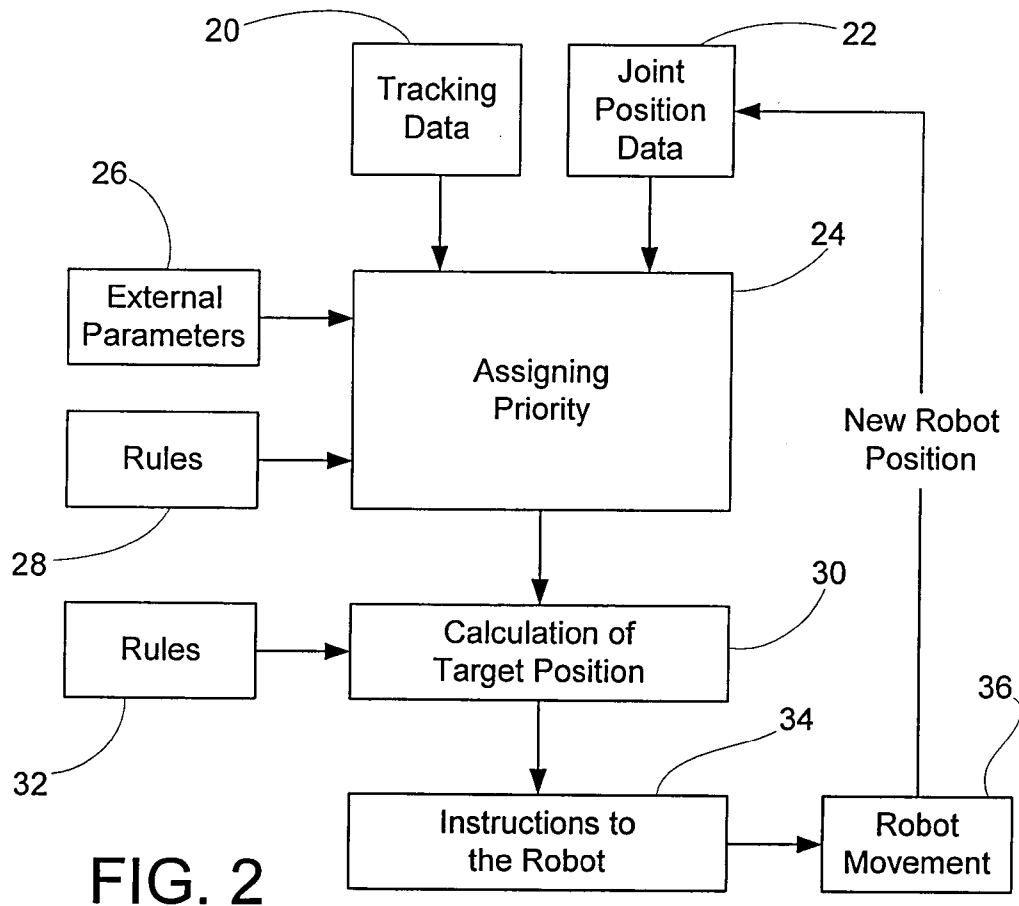 20
22
Tracking
Data
Joint
Position
Data
26
24
External
Parameters
Assigning
Priority
New Robot
Position
Rules
28
30
Rules
Calculation of
Target Position
36
34
32
Instructions to
the Robot
Robot
Movement
FIG. 2